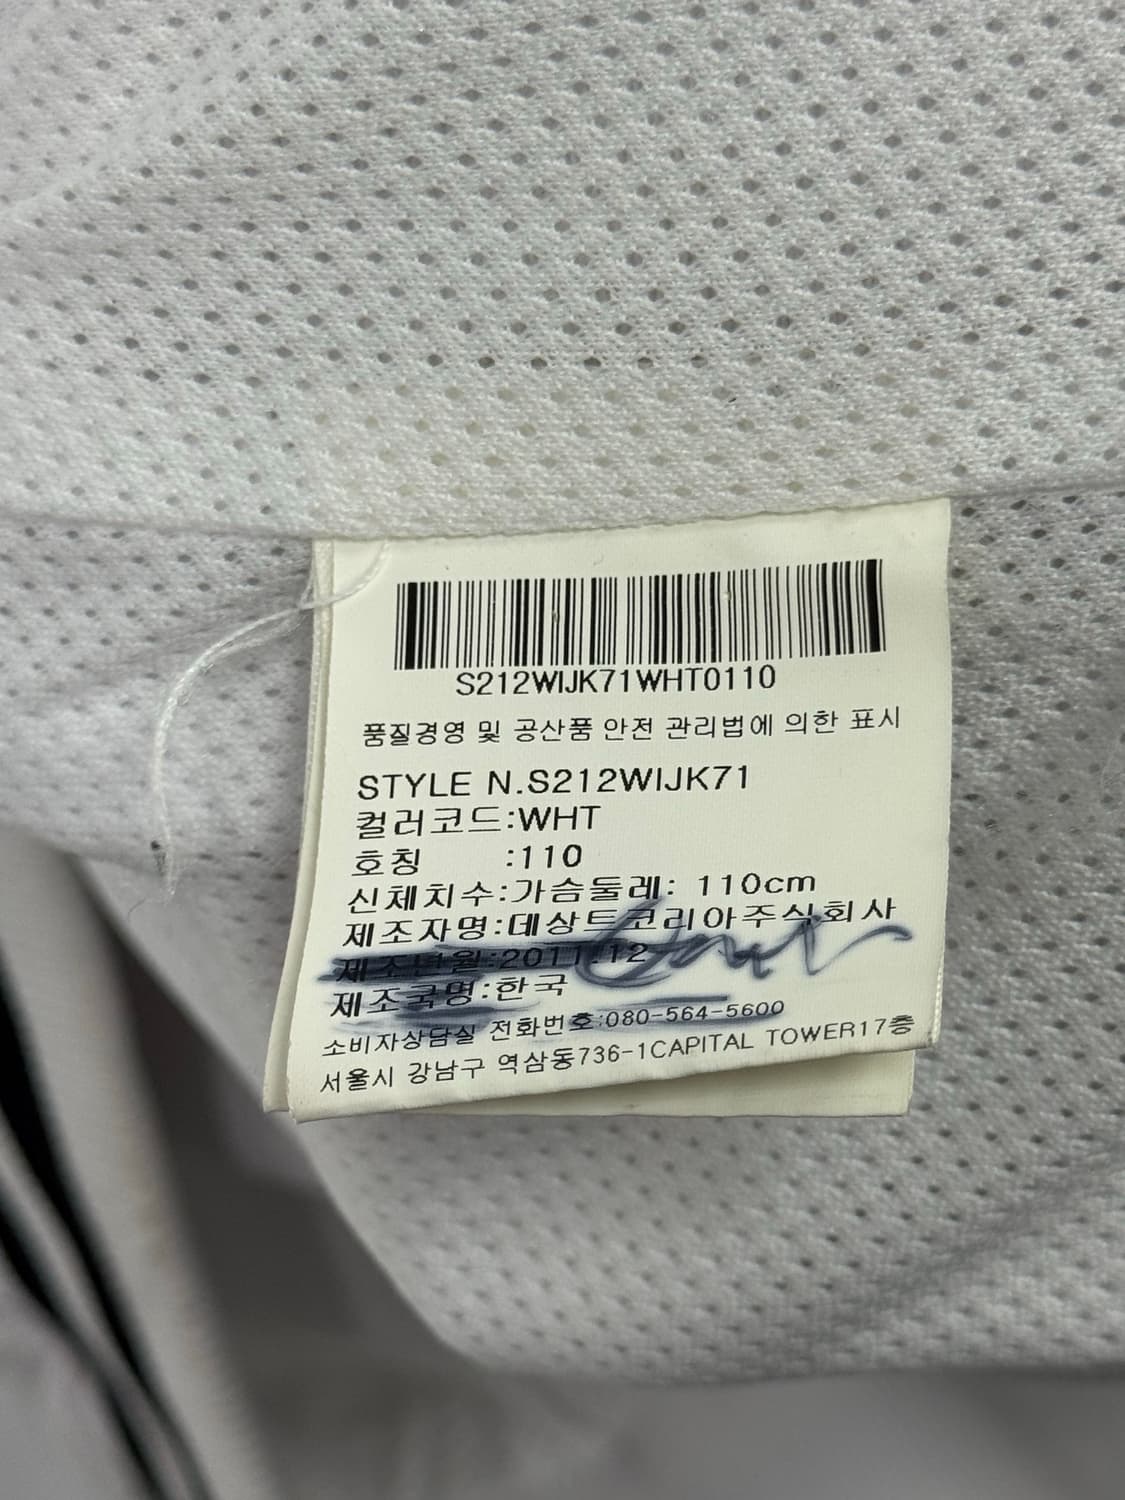 S212WIJK71WHT0110
품질경영 및 공산품 안전 관리법에 의한 표시
STYLE N.S212WIJK71
컬러코드:WHT
호칭 :110
신체치수:가슴둘레: 110cm
제조자명:데상트코리아주식회사
제조년월:2011.12
제조국명:한국
소비자상담실 전화번호:080-564-5600
서울시 강남구 역삼동736-1CAPITAL TOWER17층